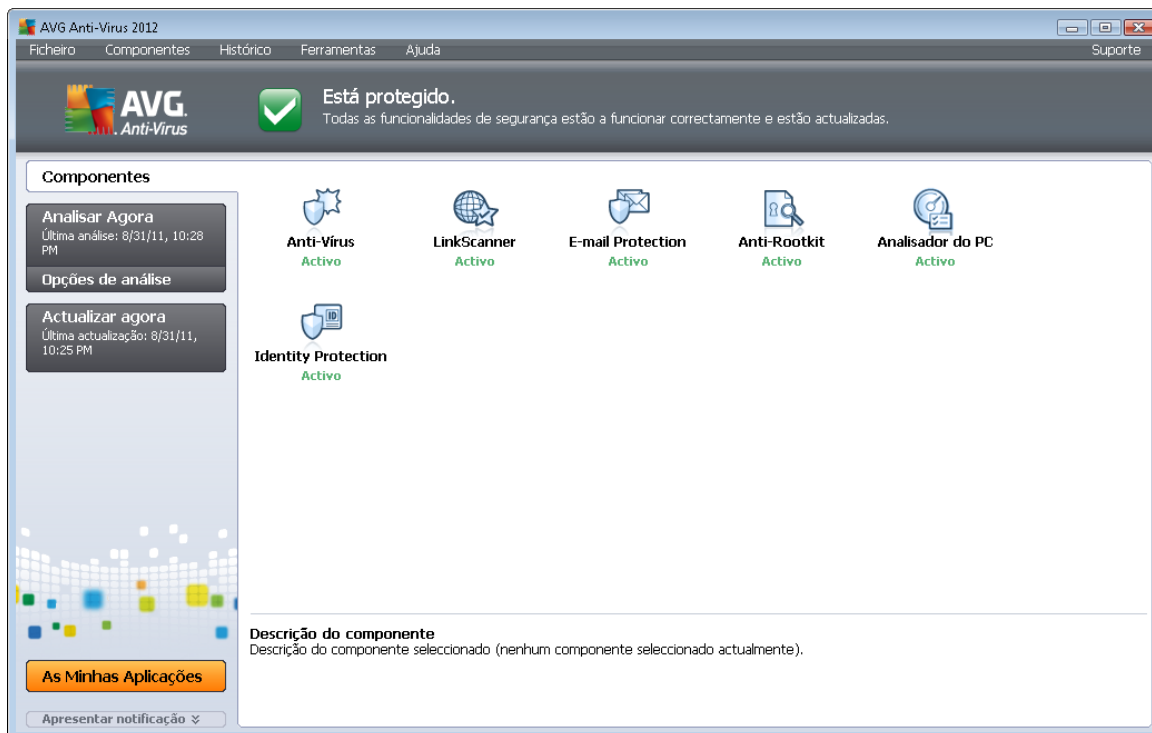 AVG Anti-Virus 2012
Ficheiro Componentes Histórico Ferramentas Ajuda Suporte
AVG.
Anti-Virus
Está protegido.
Todas as funcionalidades de segurança estão a funcionar correctamente e estão actualizadas.
Componentes
Analisar Agora
Última análise: 8/31/11, 10:28
PM
Opções de análise
Actualizar agora
Última actualização: 8/31/11,
10:25 PM
Anti-Vírus LinkScanner E-mail Protection Anti-Rootkit Analisador do PC
Activo Activo Activo Activo Activo
ID
Identity Protection
Activo
Descrição do componente
Descrição do componente seleccionado (nenhum componente seleccionado actualmente).
As Minhas Aplicações
Apresentar notificação